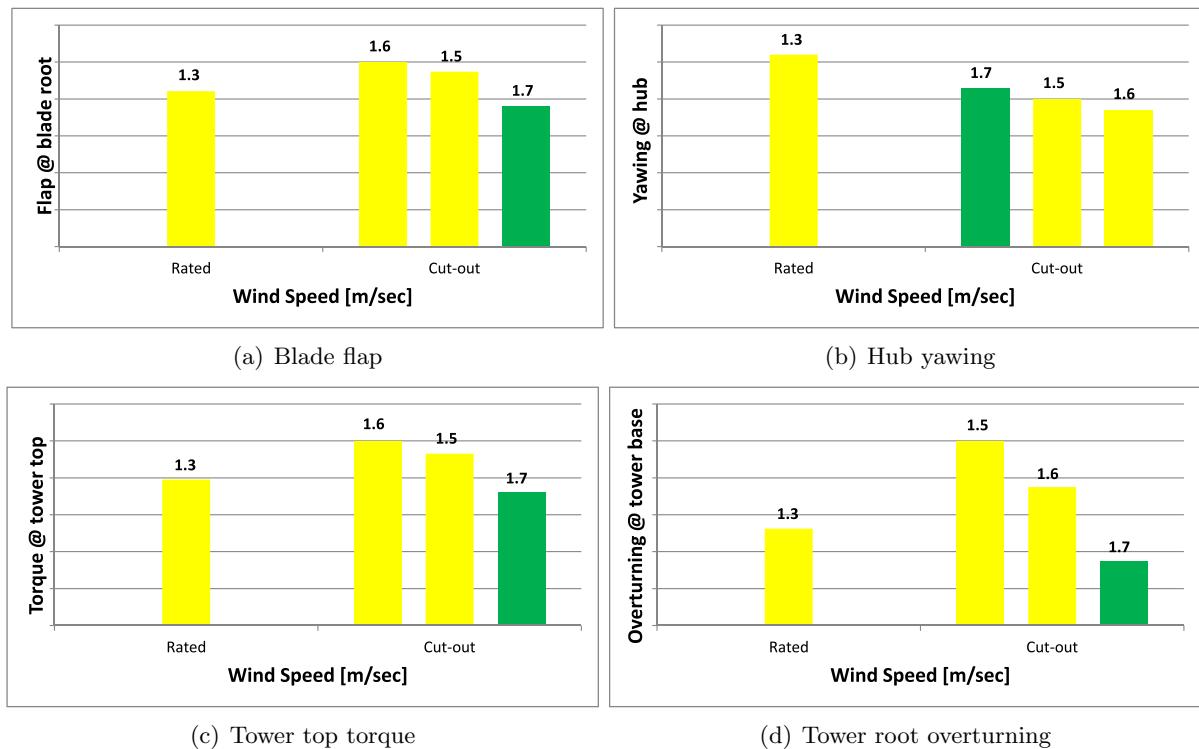 Flap @ blade root
1.3
1.6
1.5
1.7
Rated
Cut-out
Wind Speed [m/sec]
(a) Blade flap
Yawing @ hub
1.3
1.7
1.5
1.6
Rated
Cut-out
Wind Speed [m/sec]
(b) Hub yawing
Torque @ tower top
1.3
1.6
1.5
1.7
Rated
Cut-out
Wind Speed [m/sec]
(c) Tower top torque
Overturning @ tower base
1.3
1.5
1.6
1.7
Rated
Cut-out
Wind Speed [m/sec]
(d) Tower root overturning